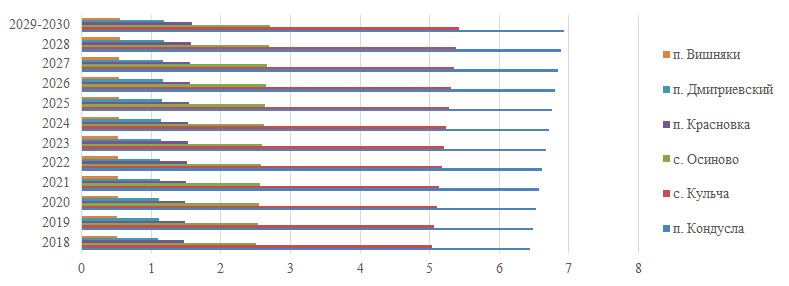 2029-2030
2028
2027
2026
2025
2024
2023
2022
2021
2020
2019
2018
0 1 2 3 4 5 6 7 8
п. Вишняки
п. Дмитриевский
п. Красновка
с. Осиново
с. Кульча
п. Кондусла